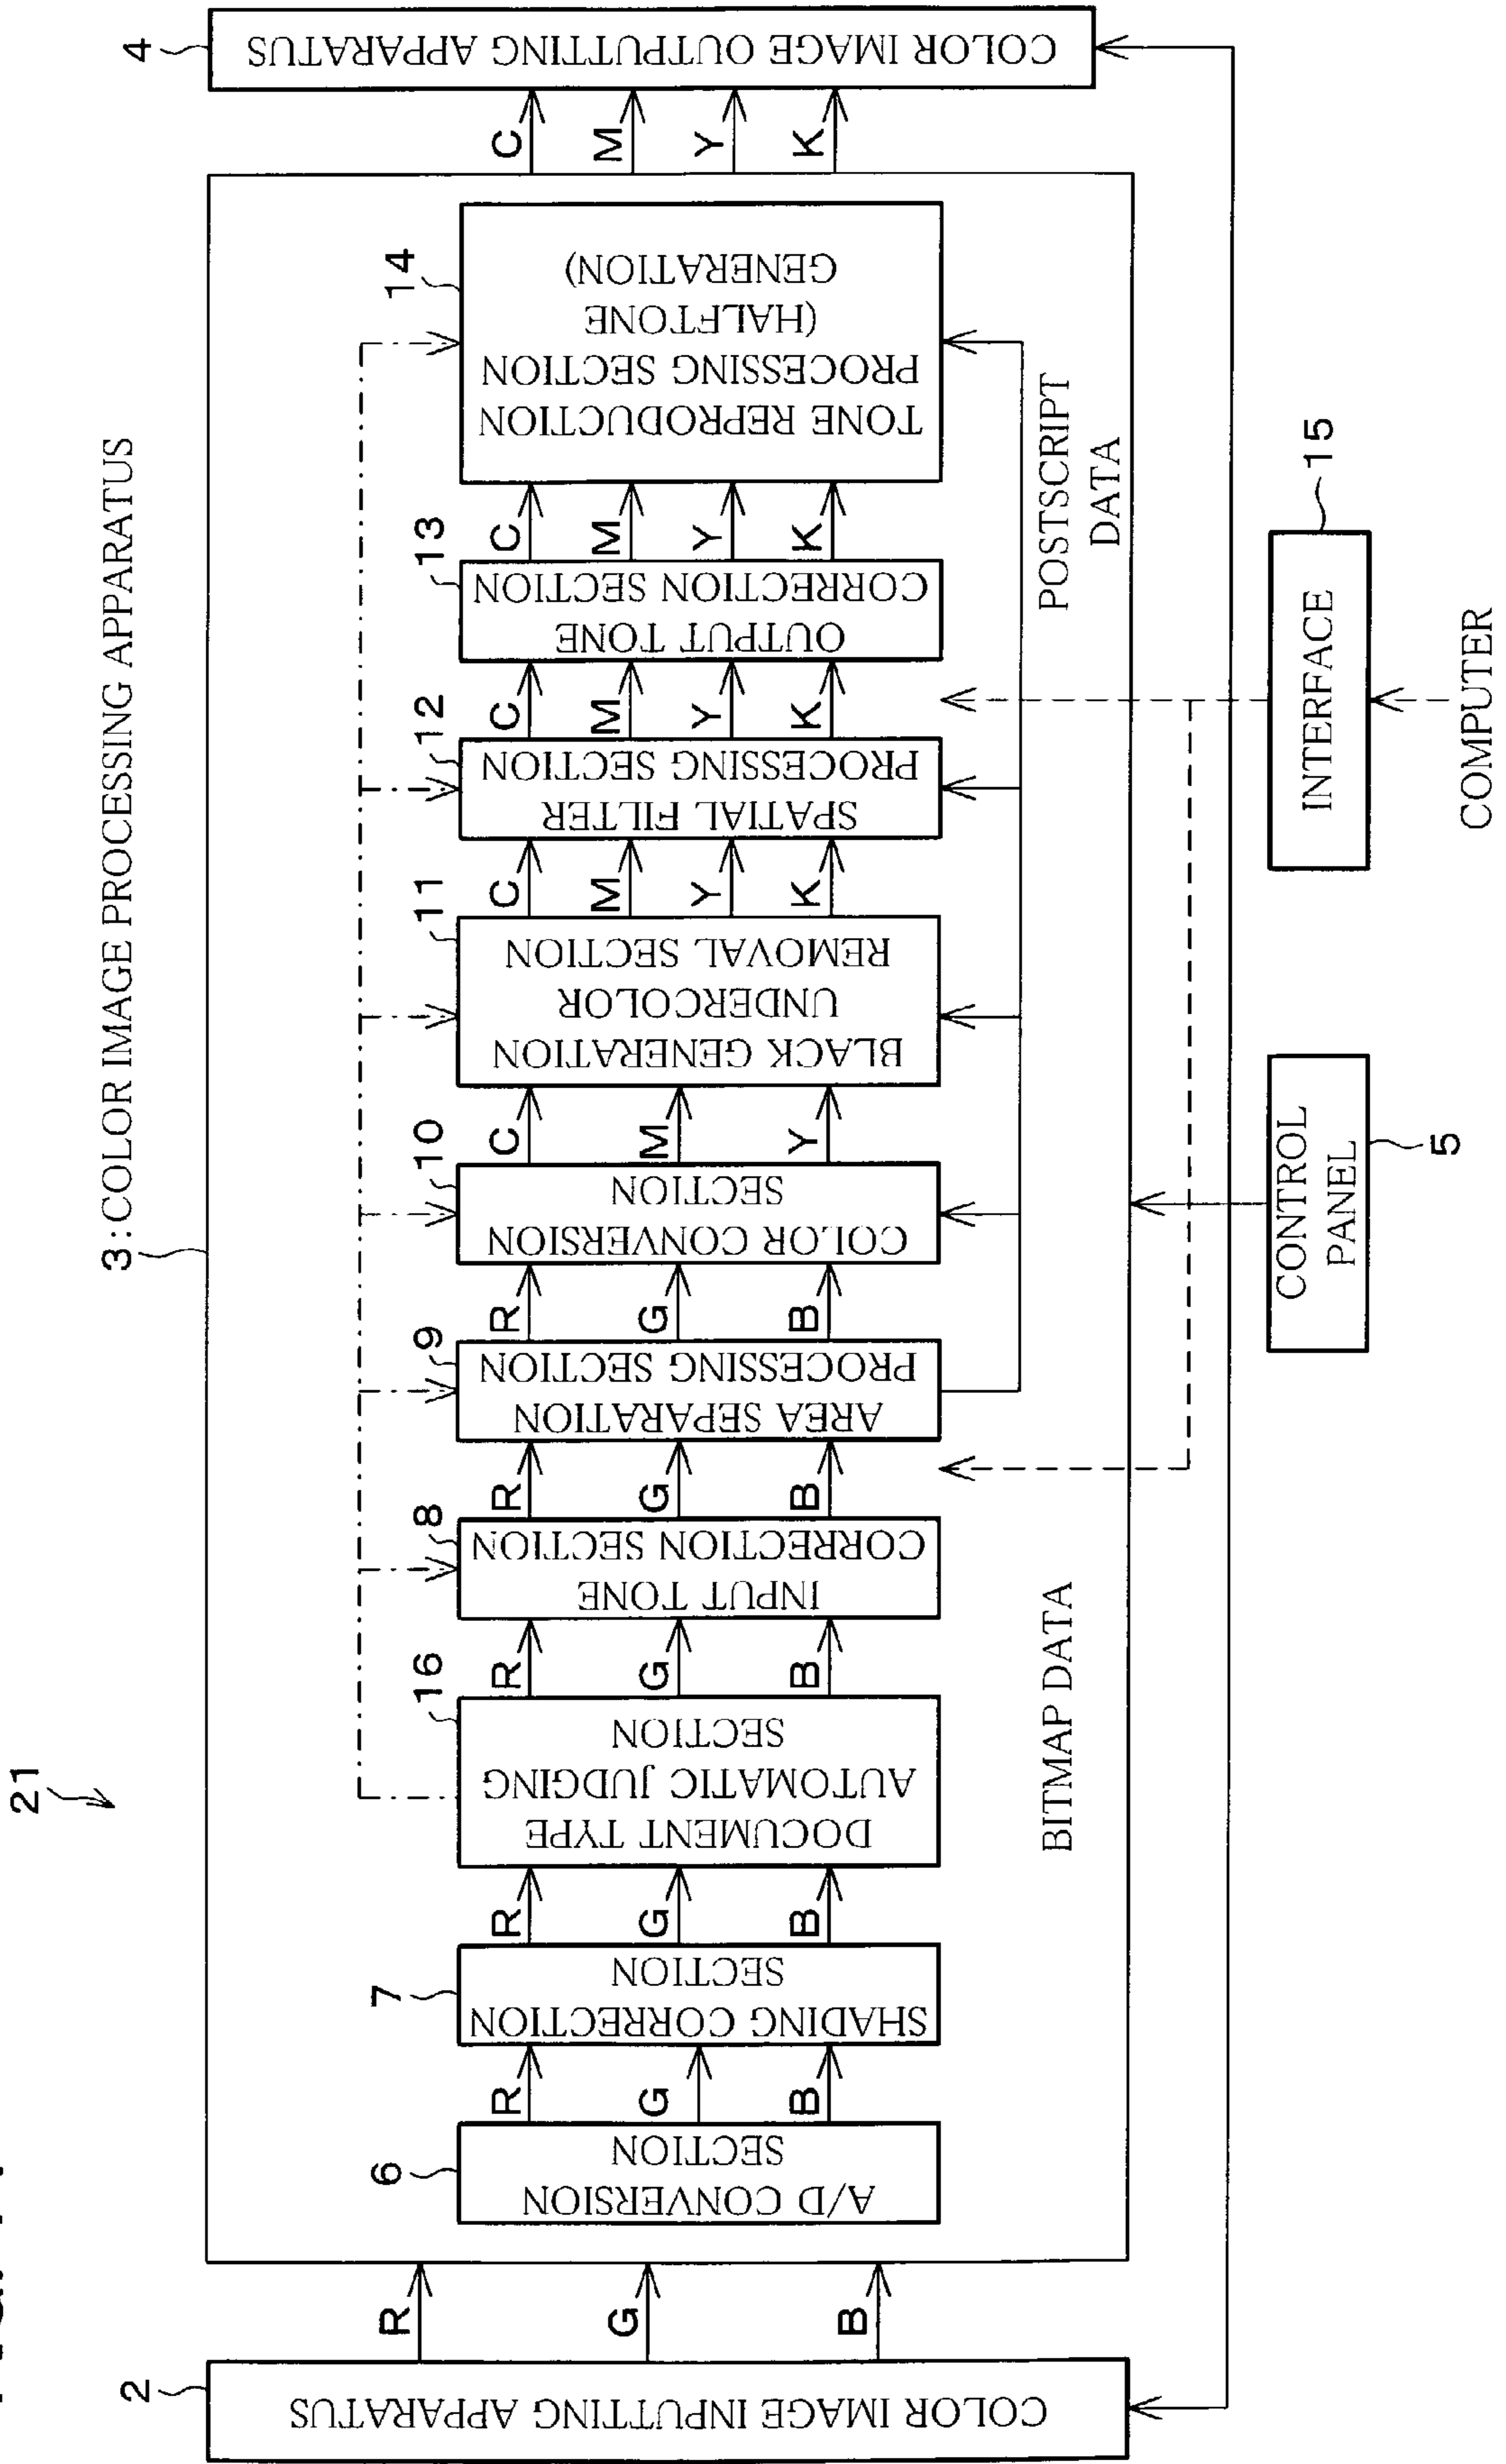 21
3: COLOR IMAGE PROCESSING APPARATUS
2
COLOR IMAGE INPUTTING APPARATUS
R
G
B
6
A/D CONVERSION
SECTION
R
G
B
7
SHADING CORRECTION
SECTION
R
G
B
16
DOCUMENT TYPE
AUTOMATIC JUDGING
SECTION
R
G
B
8
INPUT TONE
CORRECTION SECTION
R
G
B
9
AREA SEPARATION
PROCESSING SECTION
R
G
B
10
COLOR CONVERSION
SECTION
C
M
Y
11
BLACK GENERATION
UNDERCOLOR
REMOVAL SECTION
C
M
Y
K
12
SPATIAL FILTER
PROCESSING SECTION
C
M
Y
K
13
OUTPUT TONE
CORRECTION SECTION
C
M
Y
K
14
TONE REPRODUCTION
PROCESSING SECTION
(HALFTONE
GENERATION)
C
M
Y
K
4
COLOR IMAGE OUTPUTTING APPARATUS
BITMAP DATA
POSTSCRIPT
DATA
CONTROL
PANEL
5
INTERFACE
15
COMPUTER